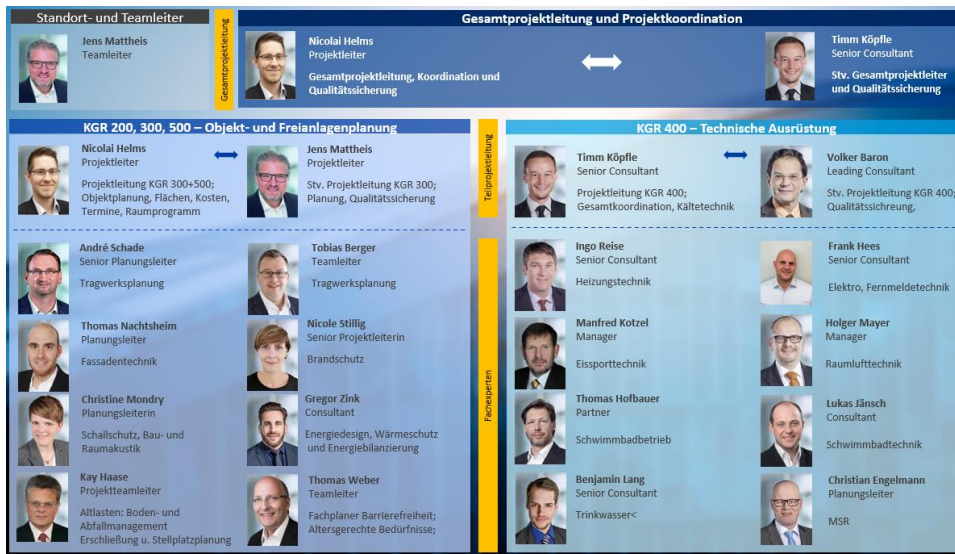 Standort- und Teamleiter
Jens Mattheis
Teamleiter
Gesamtprojektleitung
Gesamtprojektleitung und Projektkoordination
Nicolai Helms
Projektleiter
Gesamtprojektleitung, Koordination und
Qualitätssicherung
Timm Köpfle
Senior Consultant
Stv. Gesamtprojektleiter
und Qualitätssicherung
KGR 200, 300, 500 – Objekt- und Freianlagenplanung
Nicolai Helms
Projektleiter
Projektleitung KGR 300+500;
Objektplanung, Flächen, Kosten,
Termine, Raumprogramm
Jens Mattheis
Projektleiter
Stv. Projektleitung KGR 300;
Planung, Qualitätssicherung
André Schade
Senior Planungsleiter
Tragwerksplanung
Tobias Berger
Teamleiter
Tragwerksplanung
Thomas Nachtsheim
Planungsleiter
Fassadentechnik
Nicole Stillig
Senior Projektleiterin
Brandschutz
Christine Mondry
Planungsleiterin
Schallschutz, Bau- und
Raumakustik
Gregor Zink
Consultant
Energiedesign, Wärmeschutz
und Energiebilanzierung
Kay Haase
Projektteamleiter
Altlasten: Boden- und
Abfallmanagement
Erschließung u. Stellplatzplanung
Thomas Weber
Teamleiter
Fachplaner Barrierefreiheit;
Altersgerechte Bedürfnisse;
Teilprojektleitung
Fachexperten
KGR 400 – Technische Ausrüstung
Timm Köpfle
Senior Consultant
Projektleitung KGR 400;
Gesamtkoordination, Kältetechnik
Volker Baron
Leading Consultant
Stv. Projektleitung KGR 400;
Qualitätssichreung,
Ingo Reise
Senior Consultant
Heizungstechnik
Frank Hees
Senior Consultant
Elektro, Fernmeldetechnik
Manfred Kotzel
Manager
Eissporttechnik
Holger Mayer
Manager
Raumlufttechnik
Thomas Hofbauer
Partner
Schwimmbadbetrieb
Lukas Jänsch
Consultant
Schwimmbadtechnik
Benjamin Lang
Senior Consultant
Trinkwasser<
Christian Engelmann
Planungsleiter
MSR